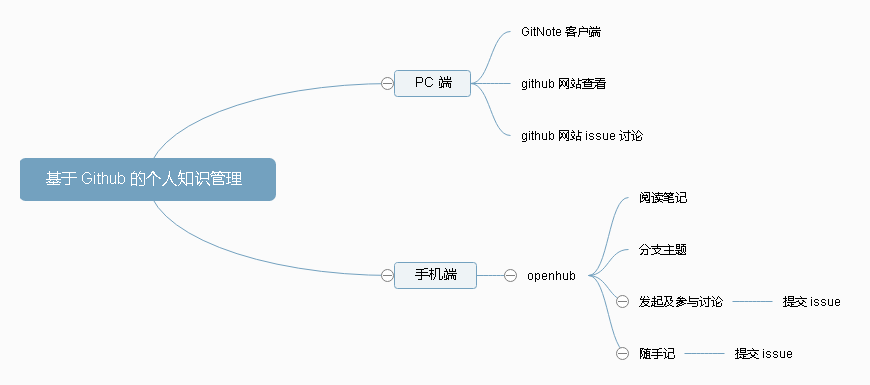 基于 Github 的个人知识管理
PC 端
GitNote 客户端
github 网站查看
github 网站 issue 讨论
手机端
openhub
阅读笔记
分支主题
发起及参与讨论
提交 issue
随手记
提交 issue